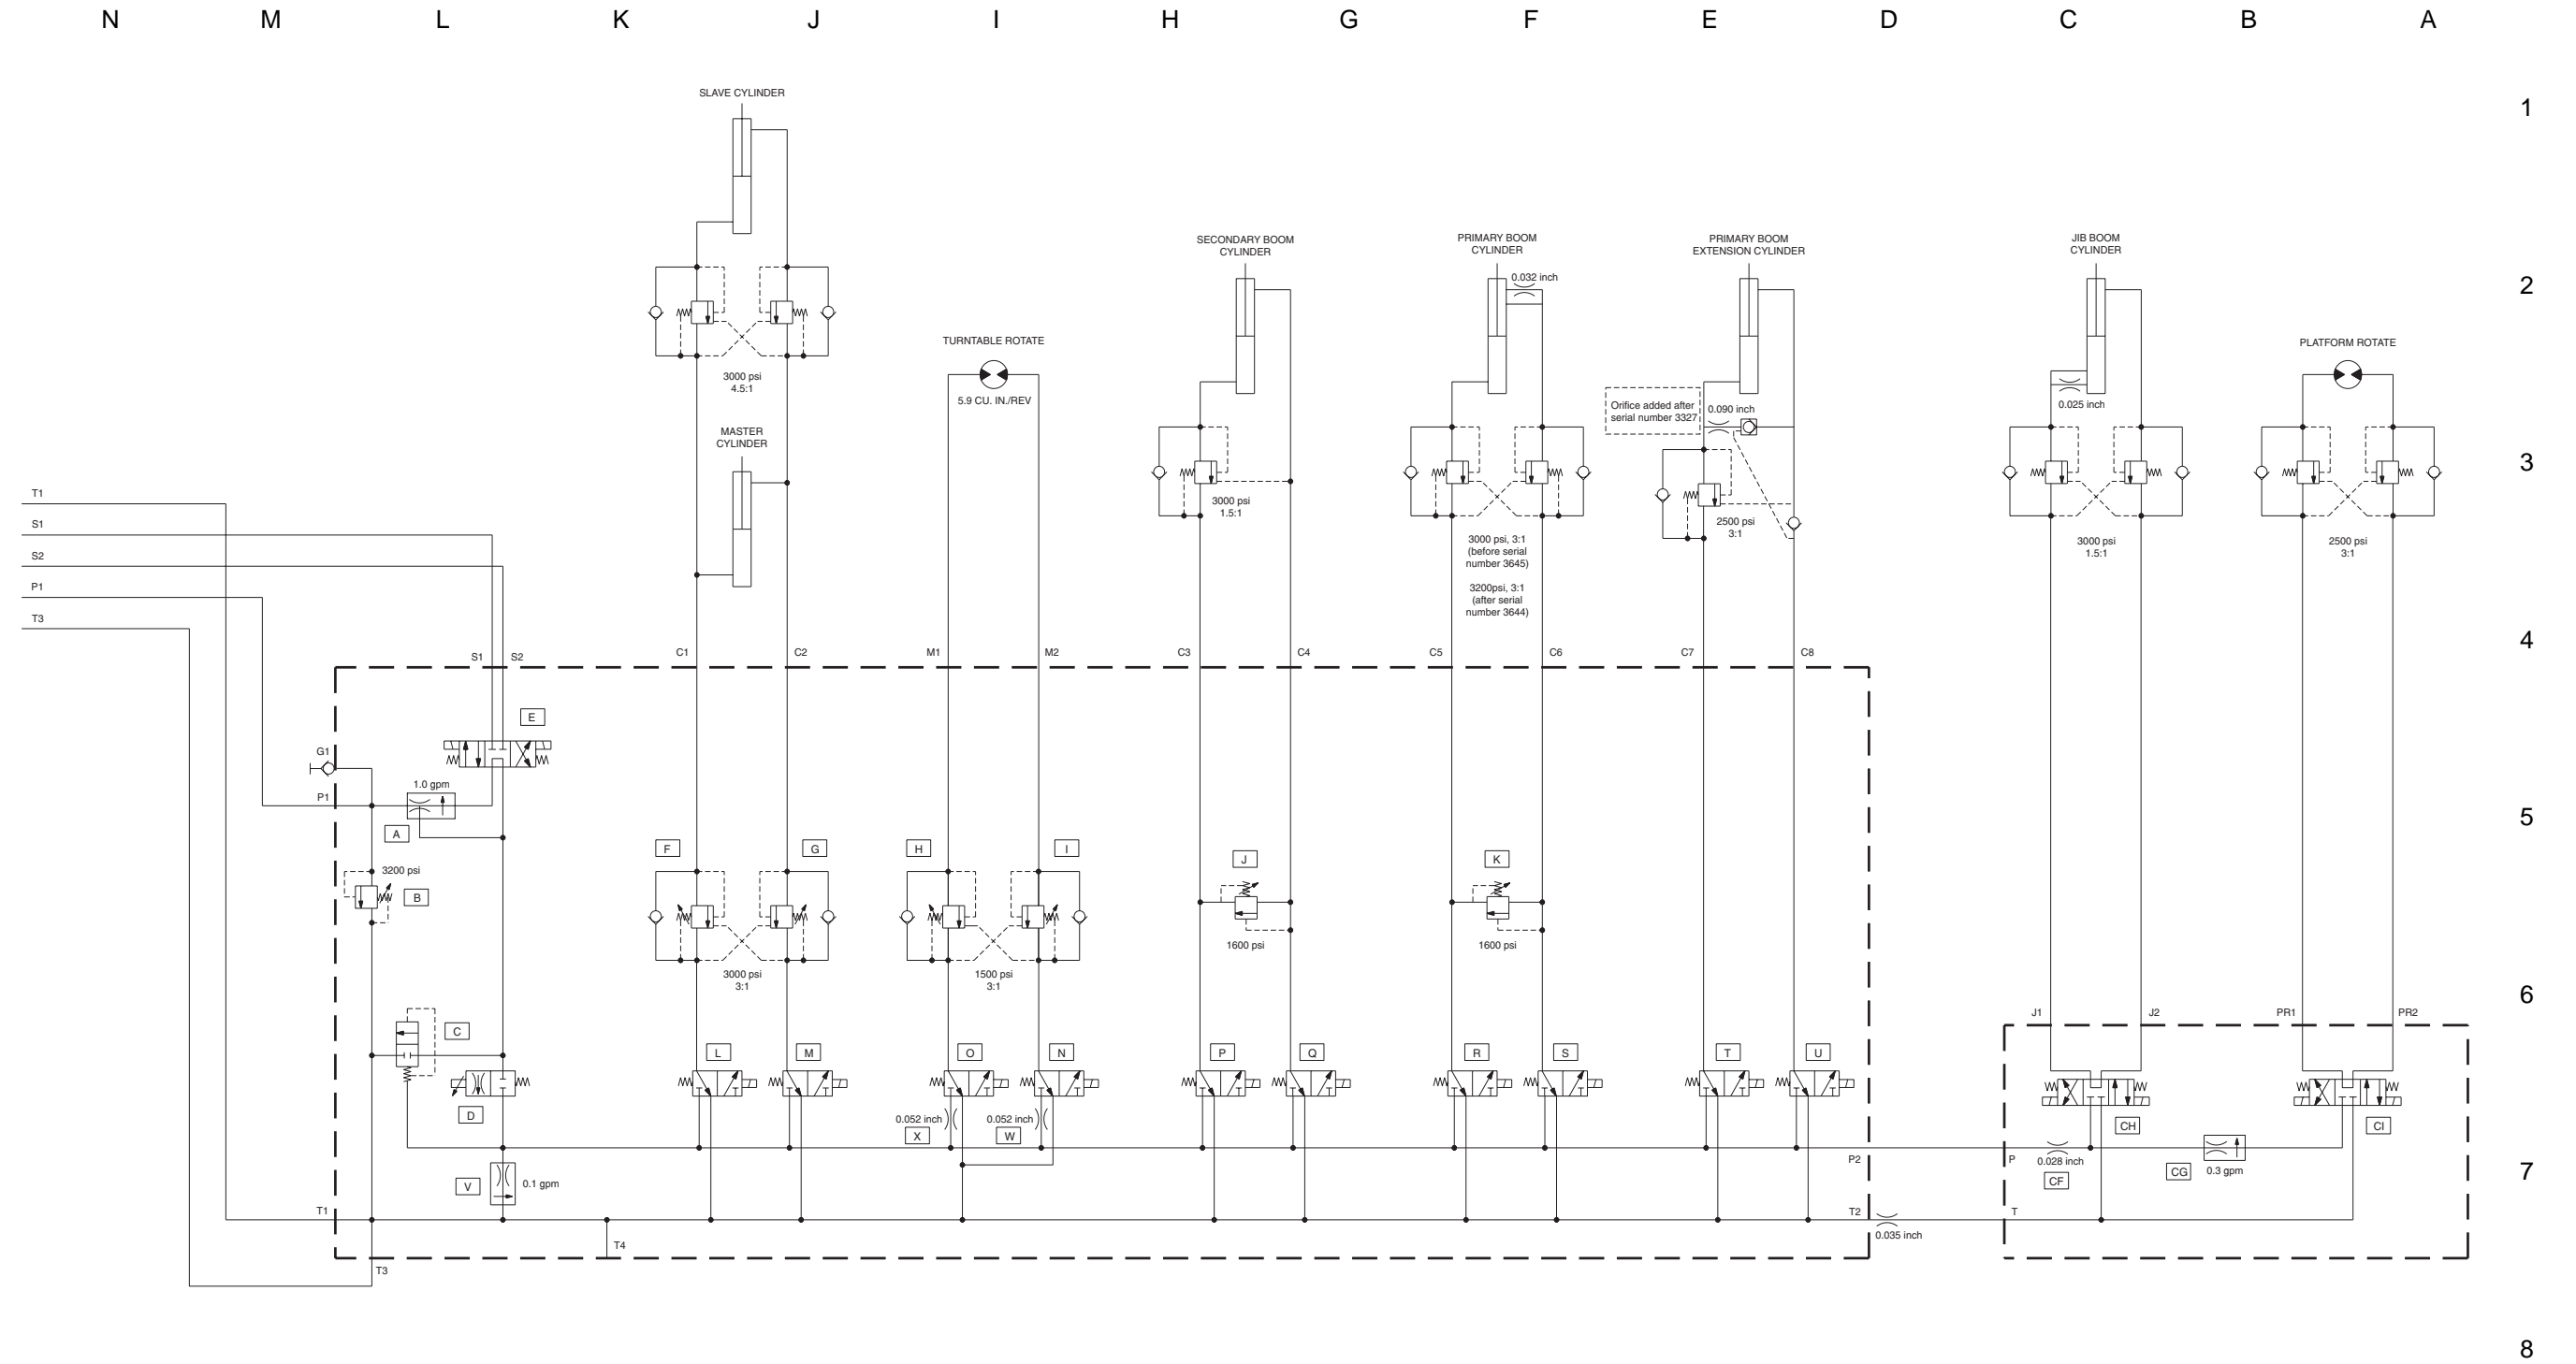 N M L K J I H G F E D C B A
1
SLAVE CYLINDER
SECONDARY BOOM
CYLINDER
PRIMARY BOOM
CYLINDER
PRIMARY BOOM
EXTENSION CYLINDER
JIB BOOM
CYLINDER
0.032 inch
2
TURNTABLE ROTATE
PLATFORM ROTATE
3000 psi
4.5:1
5.9 CU. IN./REV
Orifice added after
serial number 3327
0.090 inch
0.025 inch
MASTER
CYLINDER
3
T1
S1
S2
P1
T3
3000 psi
1.5:1
2500 psi
3:1
3000 psi, 3:1
(before serial
number 3645)
3200psi, 3:1
(after serial
number 3644)
3000 psi
1.5:1
2500 psi
3:1
4
S1 S2 C1 C2 M1 M2 C3 C4 C5 C6 C7 C8
E
G1
1.0 gpm
P1
A
5
F G H I J K
3200 psi
B
3000 psi
3:1
1500 psi
3:1
1600 psi
1600 psi
6
J1 J2 PR1 PR2
C
L M O N P Q R S T U
D
0.052 inch
X
0.052 inch
W
CH
CI
P2
P
0.028 inch
CF
CG
0.3 gpm
7
V
0.1 gpm
T1
T2
T
0.035 inch
T4
T3
8